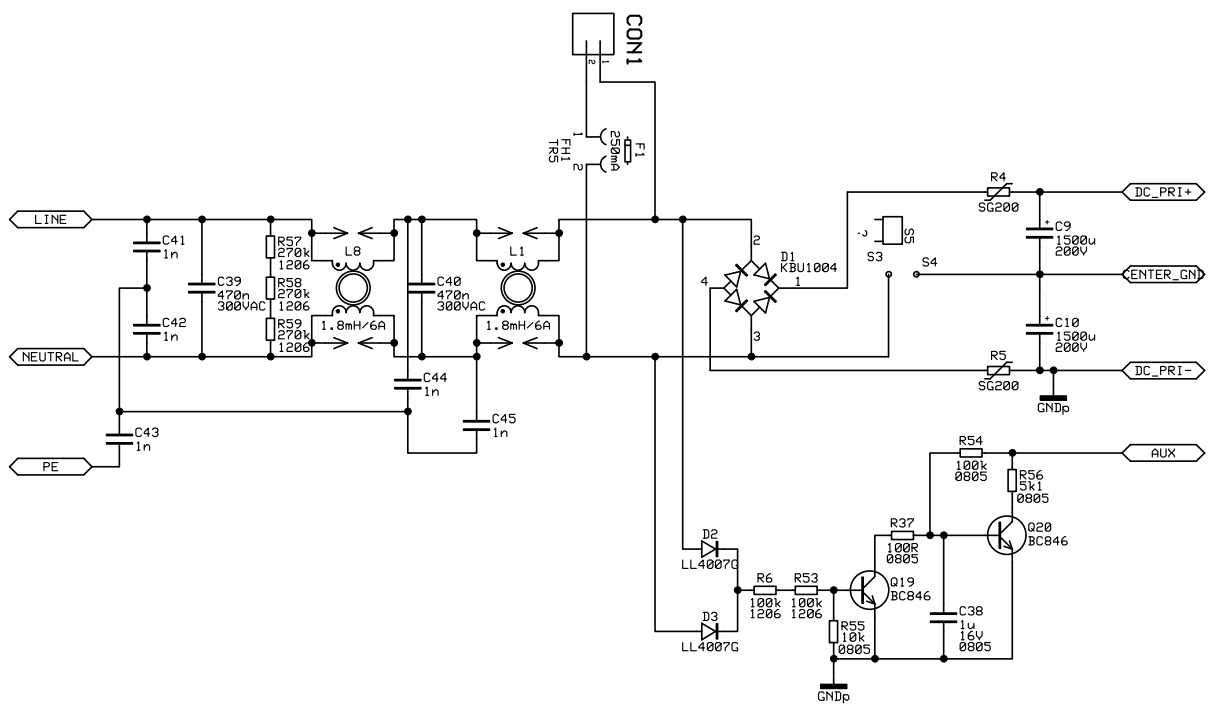 CON1
1
2
1
2
FH1
TR5
250mA
F1
LINE
C41
1n
C42
1n
C39
470n
300VAC
R57
270k
1206
R58
270k
1206
R59
270k
1206
L8
1.8mH/6A
C40
470n
300VAC
L1
1.8mH/6A
NEUTRAL
C44
1n
C45
1n
C43
1n
PE
2
4
D1
KBU1004
1
3
S5
?
S3
S4
R4
SG200
DC_PRI+
C9
+
1500u
200V
CENTER_GND
C10
+
1500u
200V
R5
SG200
DC_PRI-
GNDp
R54
100k
0805
AUX
R56
5k1
0805
Q20
BC846
R37
100R
0805
D2
LL4007G
D3
LL4007G
R6
100k
1206
R53
100k
1206
Q19
BC846
R55
10k
0805
C38
1u
16V
0805
GNDp